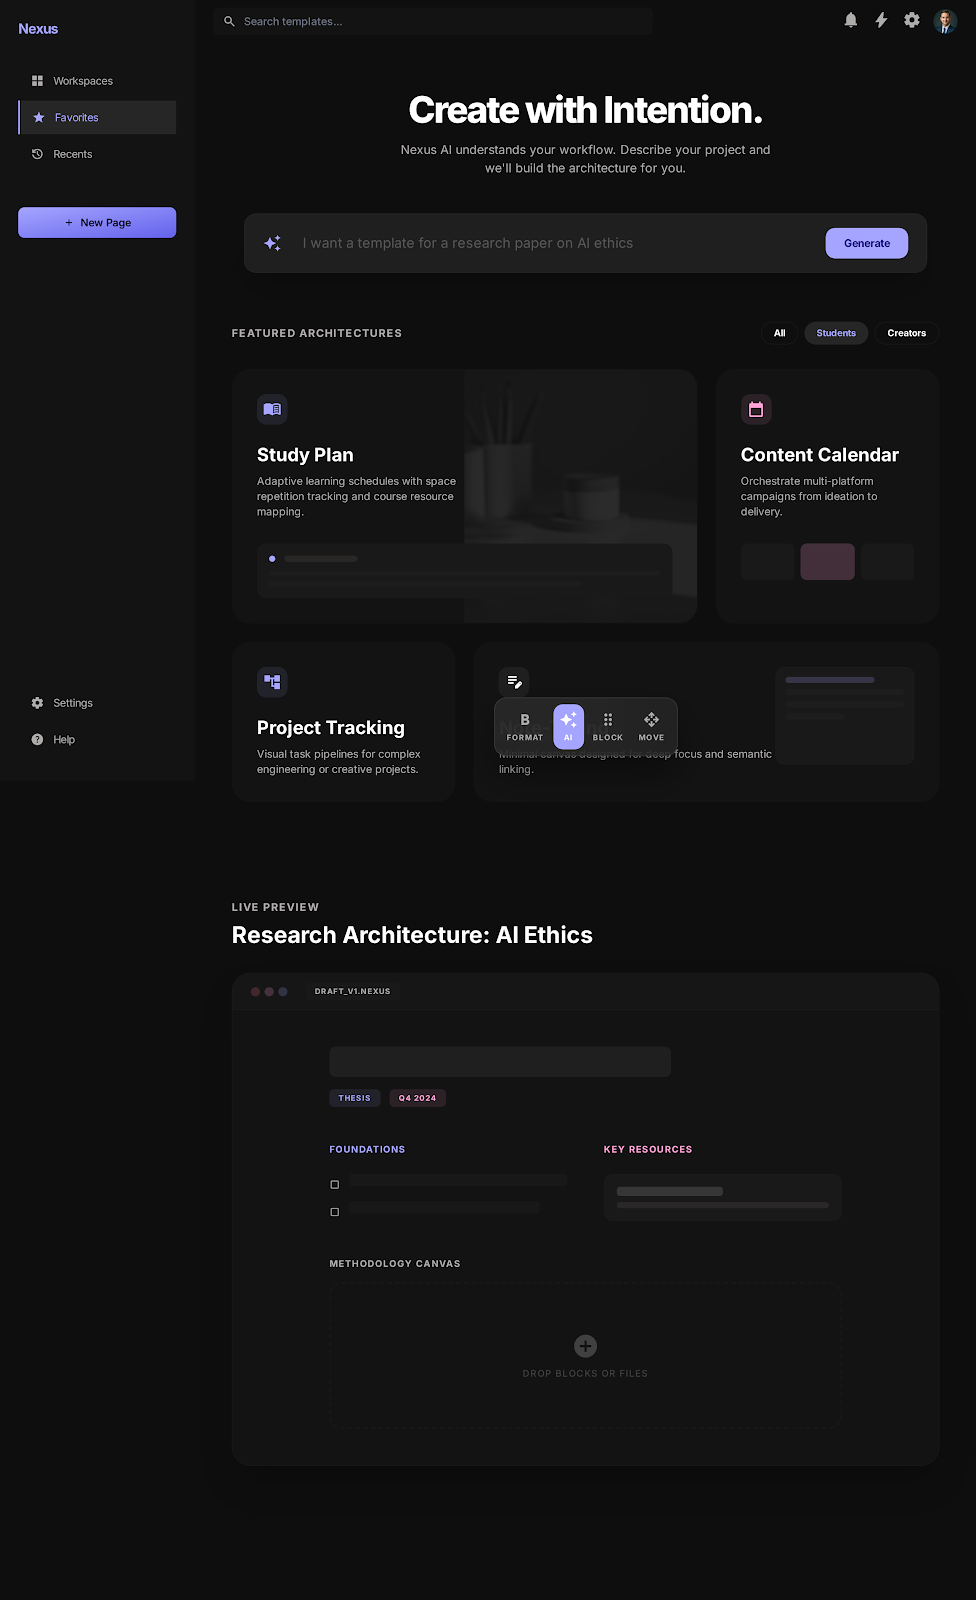 Nexus
Search templates...
Workspaces
Favorites
Recents
+ New Page
Settings
Help
Create with Intention.
Nexus AI understands your workflow. Describe your project and
we'll build the architecture for you.
I want a template for a research paper on AI ethics
Generate
FEATURED ARCHITECTURES
All
Students
Creators
Study Plan
Adaptive learning schedules with space
repetition tracking and course resource
mapping.
Content Calendar
Orchestrate multi-platform
campaigns from ideation to
delivery.
Project Tracking
Visual task pipelines for complex
engineering or creative projects.
B
FORMAT
AI
BLOCK
MOVE
Minimal canvas designed for deep focus and semantic
linking.
LIVE PREVIEW
Research Architecture: AI Ethics
DRAFT_V1.NEXUS
THESIS
Q4 2024
FOUNDATIONS
KEY RESOURCES
METHODOLOGY CANVAS
DROP BLOCKS OR FILES